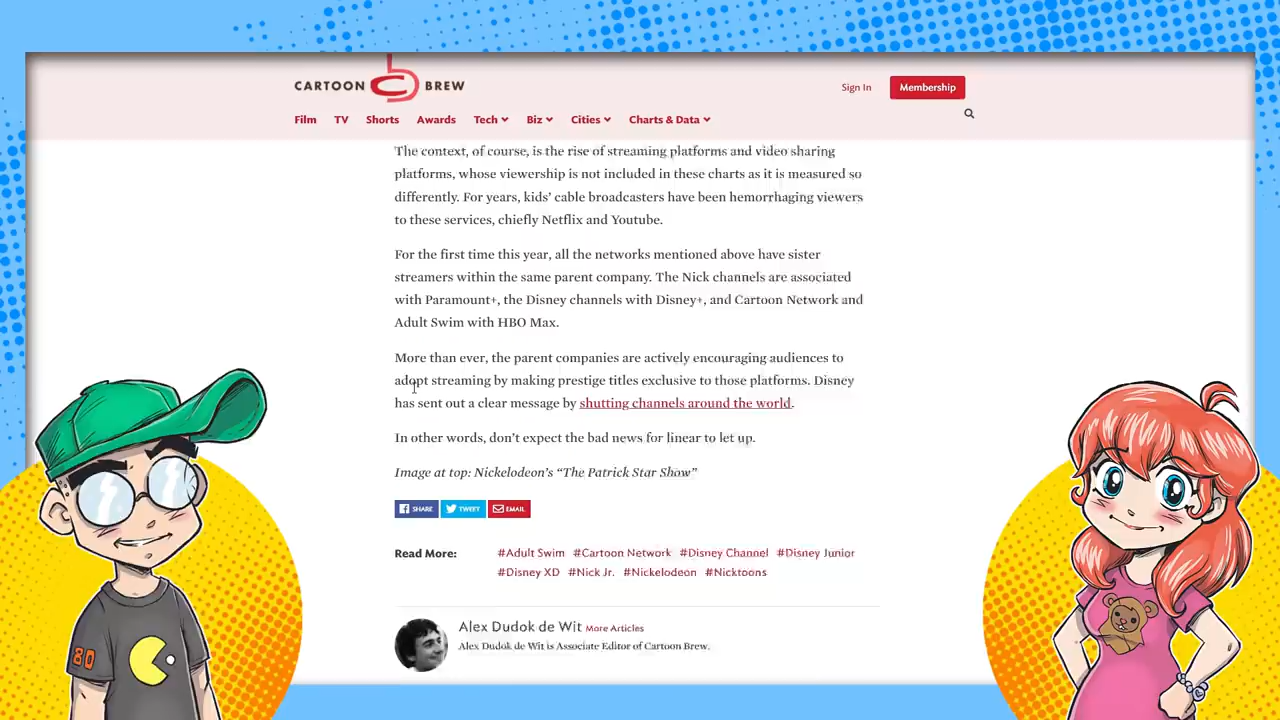 CARTOON BREW
Sign In
Membership
Film TV Shorts Awards Tech Biz Cities Charts & Data
The context, of course, is the rise of streaming platforms and video sharing
platforms, whose viewership is not included in these charts as it is measured so
differently. For years, kids' cable broadcasters have been hemorrhaging viewers
to these services, chiefly Netflix and Youtube.
For the first time this year, all the networks mentioned above have sister
streamers within the same parent company. The Nick channels are associated
with Paramount+, the Disney channels with Disney+, and Cartoon Network and
Adult Swim with HBO Max.
More than ever, the parent companies are actively encouraging audiences to
adopt streaming by making prestige titles exclusive to those platforms. Disney
has sent out a clear message by shutting channels around the world.
In other words, don't expect the bad news for linear to let up.
Image at top: Nickelodeon's “The Patrick Star Show”
SHARE TWEET EMAIL
Read More: #Adult Swim #Cartoon Network #Disney Channel #Disney Junior
#Disney XD #Nick Jr. #Nickelodeon #Nicktoons
Alex Dudok de Wit More Articles
Alex Dudok de Wit is Associate Editor of Cartoon Brew.
80